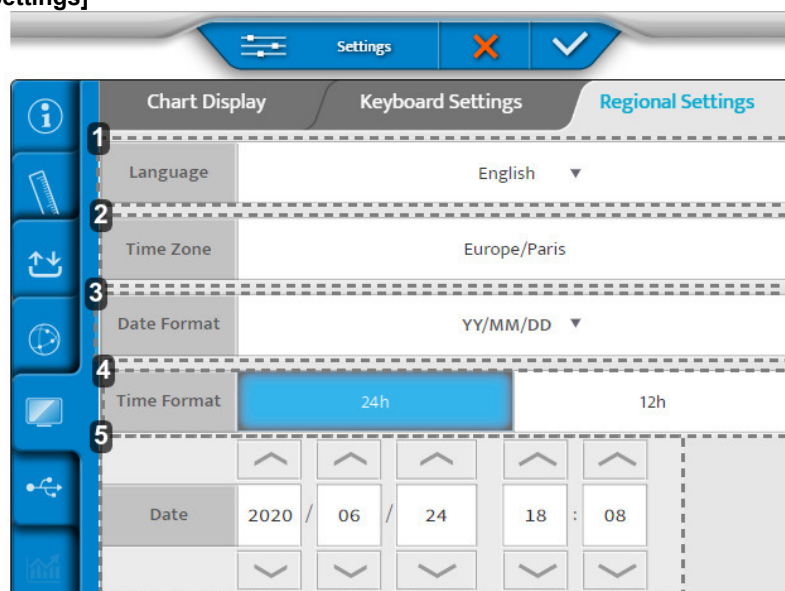 Settings]
Settings
Chart Display Keyboard Settings Regional Settings
1
Language English
2
Time Zone Europe/Paris
3
Date Format YY/MM/DD
4
Time Format 24h 12h
5
Date 2020 / 06 / 24 18 : 08